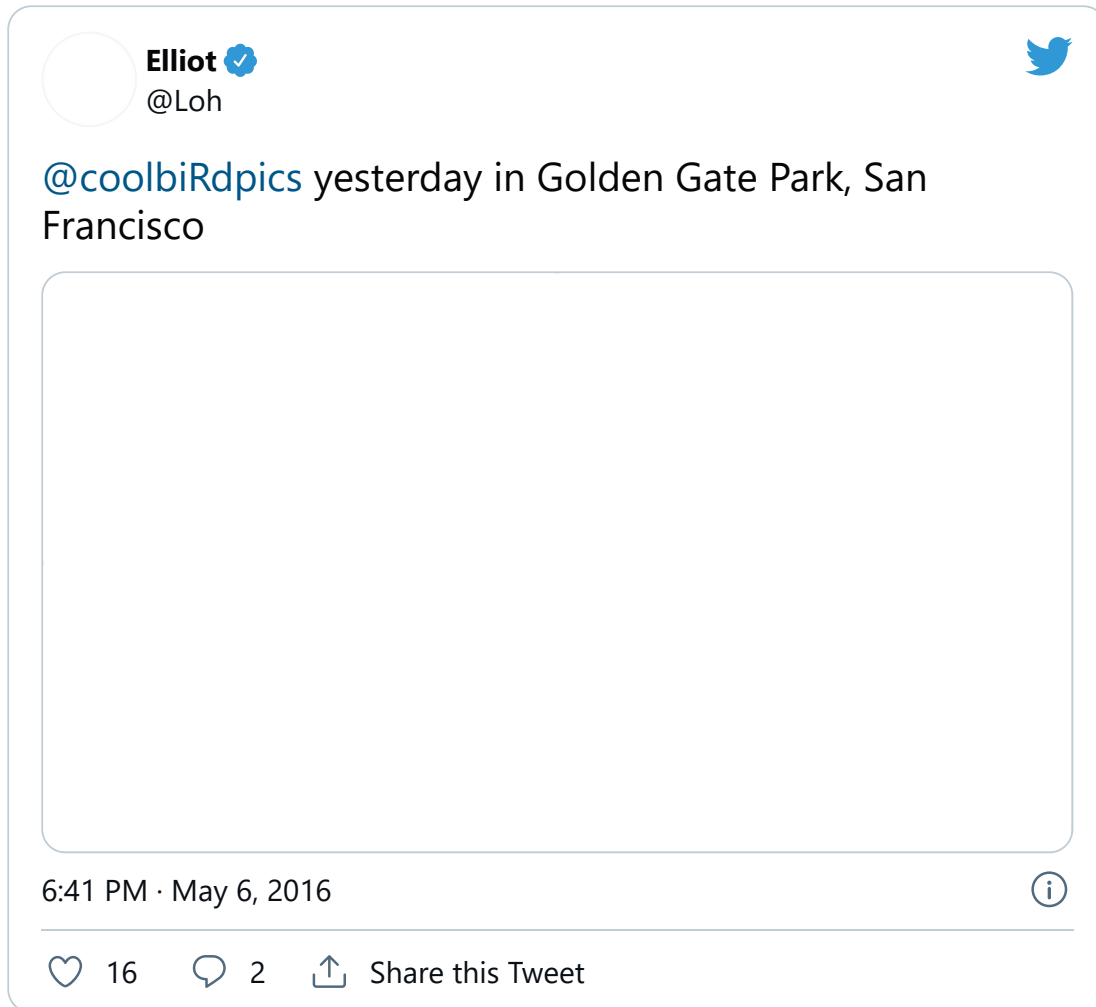 Elliot
@Loh
@coolbiRdpics yesterday in Golden Gate Park, San
Francisco
6:41 PM · May 6, 2016
16 2 Share this Tweet